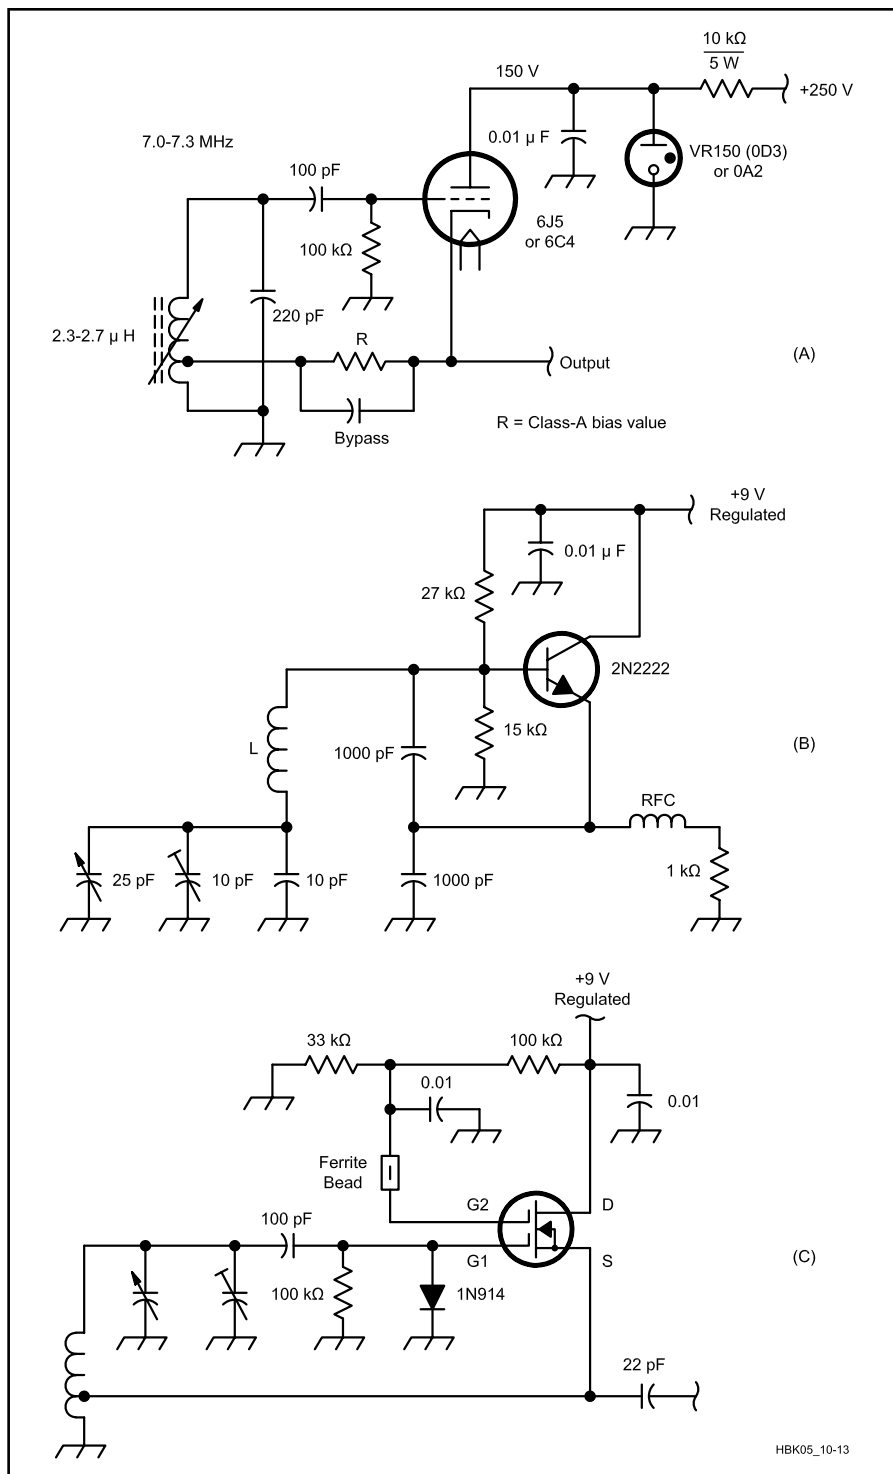 10 kΩ
5 W
150 V
+250 V
0.01 µ F
7.0-7.3 MHz
VR150 (0D3)
or 0A2
100 pF
6J5
or 6C4
100 kΩ
220 pF
2.3-2.7 µ H
R
(A)
Output
Bypass
R = Class-A bias value
+9 V
Regulated
0.01 µ F
27 kΩ
2N2222
15 kΩ
L
1000 pF
(B)
RFC
25 pF
10 pF
10 pF
1000 pF
1 kΩ
+9 V
Regulated
33 kΩ
100 kΩ
0.01
0.01
Ferrite
Bead
G2
D
100 pF
G1
S
(C)
100 kΩ
1N914
22 pF
HBK05_10-13